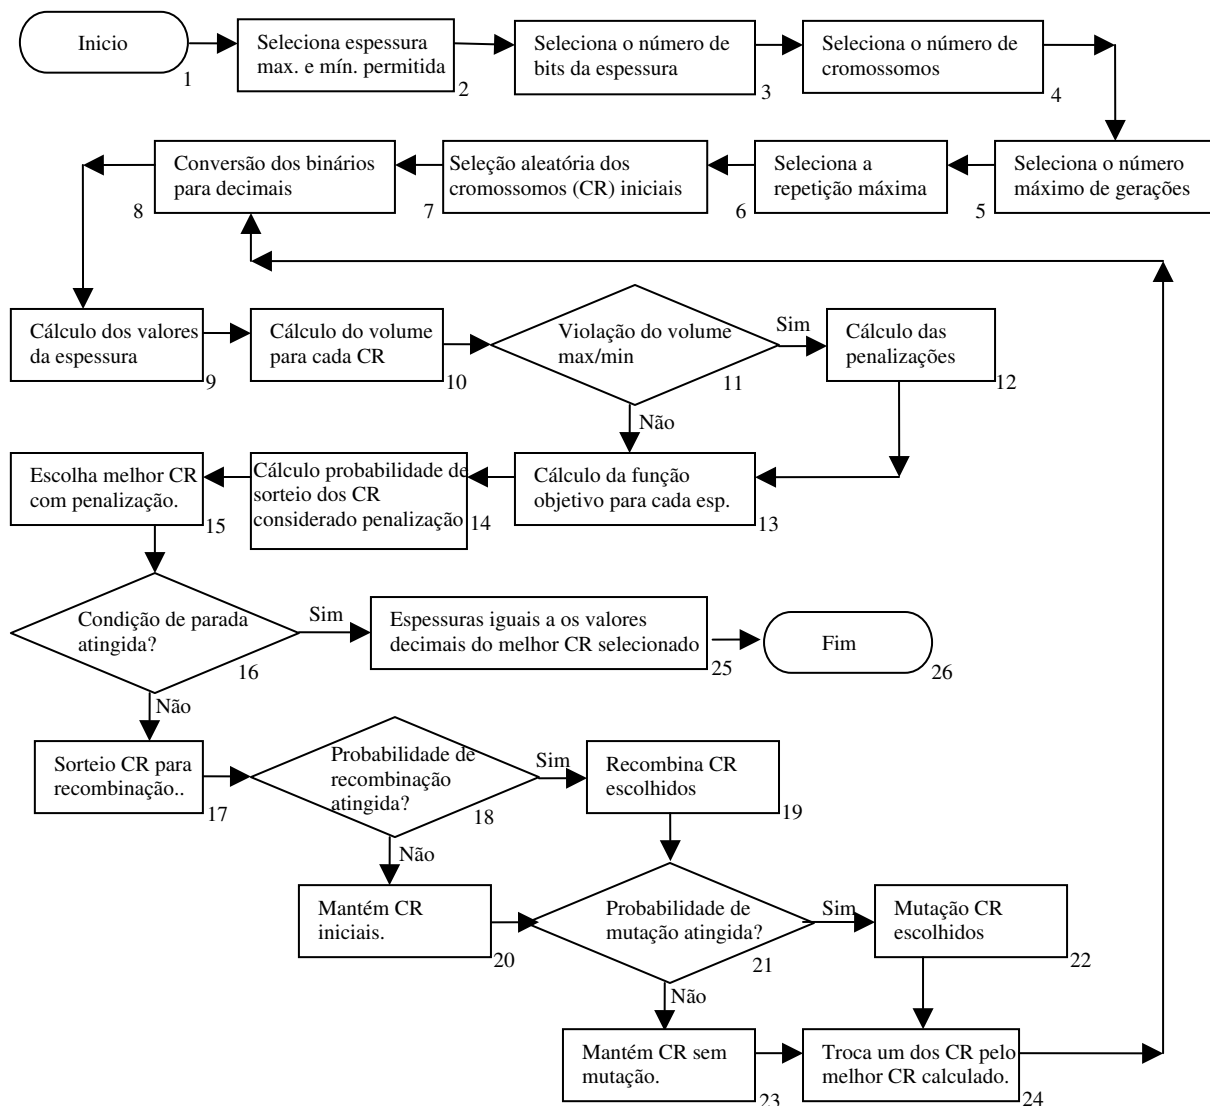 Inicio
1
Seleciona espessura
max. e mín. permitida
2
Seleciona o número de
bits da espessura
3
Seleciona o número de
cromossomos
4
Conversão dos binários
para decimais
8
Seleção aleatória dos
cromossomos (CR) iniciais
7
Seleciona a
repetição máxima
6
Seleciona o número
máximo de gerações
5
Cálculo dos valores
da espessura
9
Cálculo do volume
para cada CR
10
Violação do volume
max/min
11
Sim
Não
Cálculo das
penalizações
12
Escolha melhor CR
com penalização.
15
Cálculo probabilidade de
sorteio dos CR
considerado penalização
14
Cálculo da função
objetivo para cada esp.
13
Condição de parada
atingida?
16
Sim
Não
Espessuras iguais a os valores
decimais do melhor CR selecionado
25
Fim
26
Sorteio CR para
recombinação..
17
Probabilidade de
recombinação
atingida?
18
Sim
Não
Recombina CR
escolhidos
19
Mantém CR
iniciais.
20
Probabilidade de
mutação atingida?
21
Sim
Não
Mutação CR
escolhidos
22
Mantém CR sem
mutação.
23
Troca um dos CR pelo
melhor CR calculado.
24